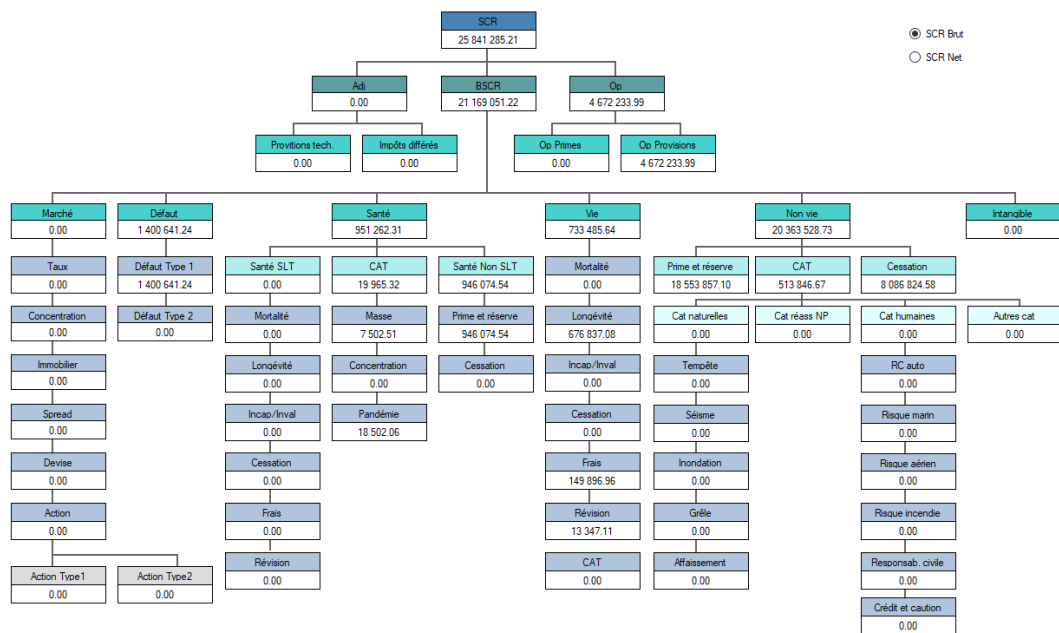 SCR
25 841 285.21
SCR Brut
SCR Net
Adj
0.00
BSCR
21 169 051.22
Op
4 672 233.99
Provitions tech.
0.00
Impôts différés
0.00
Op Primes
0.00
Op Provisions
4 672 233.99
Marché
0.00
Défaut
1 400 641.24
Santé
951 262.31
Vie
733 485.64
Non vie
20 363 528.73
Intangible
0.00
Taux
0.00
Concentration
0.00
Immobilier
0.00
Spread
0.00
Devise
0.00
Action
0.00
Action Type1
0.00
Action Type2
0.00
Défaut Type 1
1 400 641.24
Défaut Type 2
0.00
Santé SLT
0.00
Mortalité
0.00
Longévité
0.00
Incap/Inval
0.00
Cessation
0.00
Frais
0.00
Révision
0.00
CAT
19 965.32
Masse
7 502.51
Concentration
0.00
Pandémie
18 502.06
Santé Non SLT
946 074.54
Prime et réserve
946 074.54
Cessation
0.00
Mortalité
0.00
Longévité
676 837.08
Incap/Inval
0.00
Cessation
0.00
Frais
149 896.96
Révision
13 347.11
CAT
0.00
Prime et réserve
18 553 857.10
CAT
513 846.67
Cessation
8 086 824.58
Cat naturelles
0.00
Tempête
0.00
Séisme
0.00
Inondation
0.00
Grêle
0.00
Affaissement
0.00
Cat réass NP
0.00
Cat humaines
0.00
RC auto
0.00
Risque marin
0.00
Risque aérien
0.00
Risque incendie
0.00
Responsab. civile
0.00
Crédit et caution
0.00
Autres cat
0.00